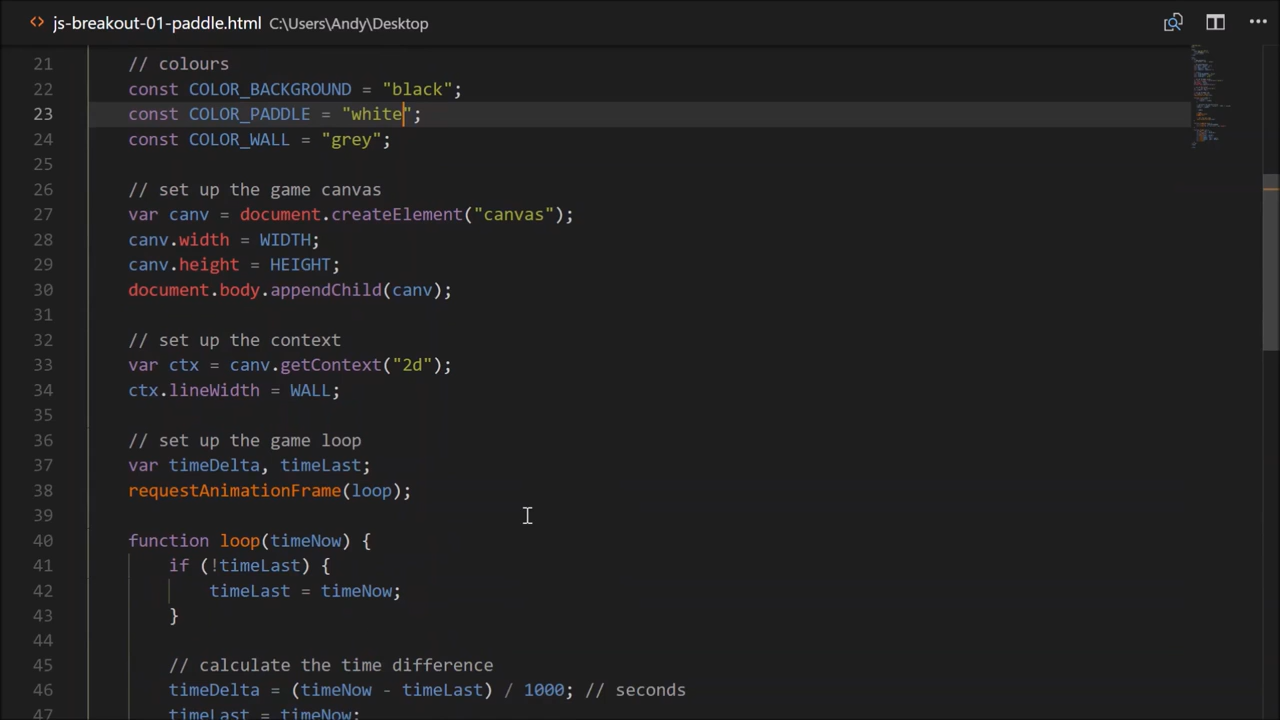 js-breakout-01-paddle.html C:\Users\Andy\Desktop
21 // colours
22 const COLOR_BACKGROUND = "black";
23 const COLOR_PADDLE = "white";
24 const COLOR_WALL = "grey";
25
26 // set up the game canvas
27 var canv = document.createElement("canvas");
28 canv.width = WIDTH;
29 canv.height = HEIGHT;
30 document.body.appendChild(canv);
31
32 // set up the context
33 var ctx = canv.getContext("2d");
34 ctx.lineWidth = WALL;
35
36 // set up the game loop
37 var timeDelta, timeLast;
38 requestAnimationFrame(loop);
39
40 function loop(timeNow) {
41 if (!timeLast) {
42 timeLast = timeNow;
43 }
44
45 // calculate the time difference
46 timeDelta = (timeNow - timeLast) / 1000; // seconds
47 timeLast = timeNow;